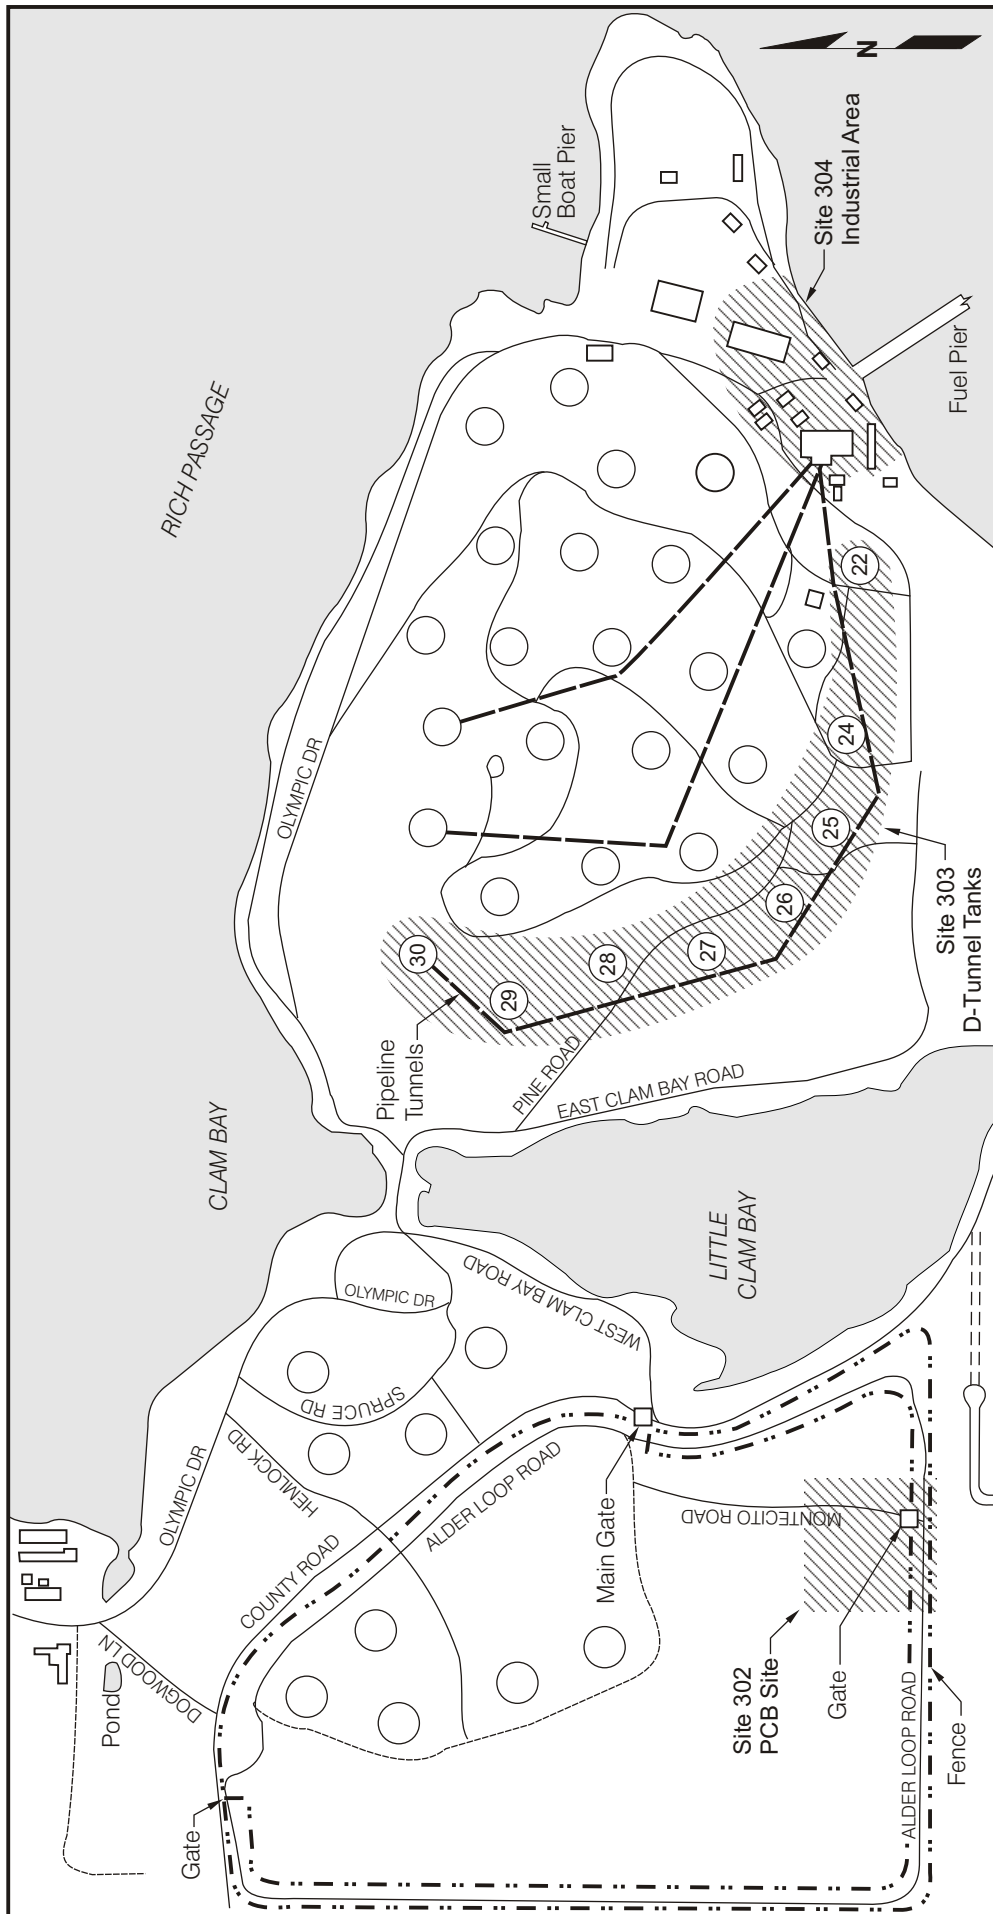 N
Small
Boat Pier
Site 304
Industrial Area
Fuel Pier
RICH PASSAGE
OLYMPIC DR
22
24
25
26
27
28
29
30
Site 303
D-Tunnel Tanks
Pipeline
Tunnels
PINE ROAD
EAST CLAM BAY ROAD
CLAM BAY
LITTLE
CLAM BAY
WEST CLAM BAY ROAD
OLYMPIC DR
SPRUCE RD
HEMLOCK RD
OLYMPIC DR
COUNTY ROAD
ALDER LOOP ROAD
Main Gate
MONTECITO ROAD
DOGWOOD LN
Pond
Site 302
PCB Site
Gate
ALDER LOOP ROAD
Fence
Gate